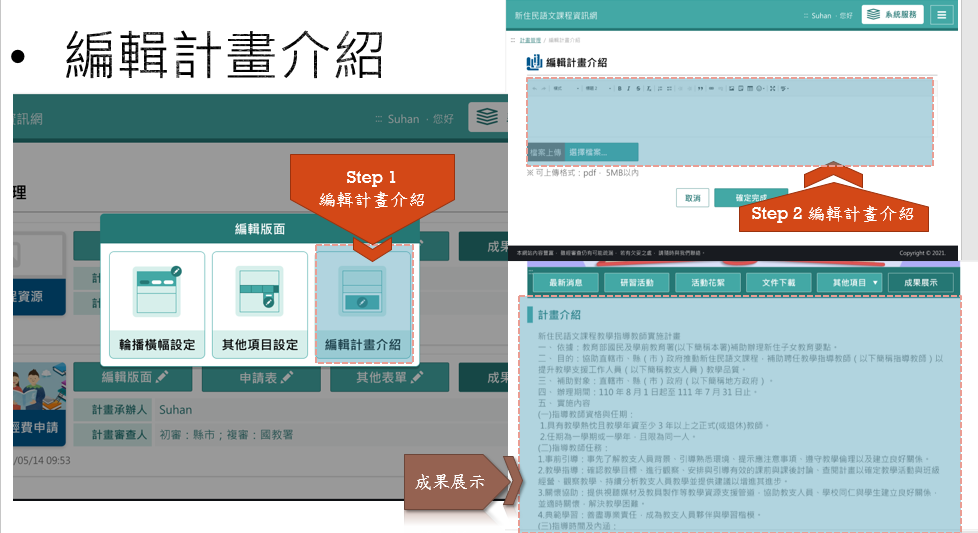 • 編輯計畫介紹
訊網
::: Suhan ‧您好
理
Step 1
編輯計畫介紹
編輯版面
成果
輪播橫幅設定
其他項目設定
編輯計畫介紹
程資源
計
計
編輯版面
申請表
其他表單
成果
計畫承辦人
Suhan
計畫審查人
初審：縣市；複審：國教署
經費申請
/05/14 09:53
新住民語文課程資訊網
::: Suhan ‧您好
系統服務
::: 計畫管理 / 編輯計畫介紹
編輯計畫介紹
檔案上傳
選擇檔案...
※ 可上傳格式：pdf、5MB以內
取消
確定完成
Step 2 編輯計畫介紹
Copyright © 2021.
最新消息
研習活動
活動花絮
文件下載
其他項目 ▼
成果展示
計畫介紹
新住民語文課程教學指導教師實施計畫
一、 依據：教育部國民及學前教育署(以下簡稱本署)補助辦理新住子女教育要點。
二、 目的：協助直轄市、縣（市）政府推動新住民語文課程，補助聘任教學指導教師（以下簡稱指導教師）以
提升教學支援工作人員（以下簡稱教支人員）教學品質。
三、 補助對象：直轄市、縣（市）政府（以下簡稱地方政府）。
四、 辦理期間：110 年 8 月 1 日起至 111 年 7 月 31 日止。
五、 實施內容
(一)指導教師資格與任期：
1.具有教學熱忱且教學年資至少 3 年以上之正式(或退休)教師。
2.任期為一學期或一學年，且限為同一人。
(二)指導教師任務：
1.事前引導：事先了解教支人員背景，引導熟悉環境、提示應注意事項、遵守教學倫理以及建立良好關係。
2.教學指導：確認教學目標、進行觀察，安排與引導有效的課前與課後討論，查閱計畫以確定教學活動與班級
經營，觀察教學，持續分析教支人員教學並提供建議以增進其進步。
3.關懷協助：提供視聽媒材及教具製作等教學資源支援管道，協助教支人員，學校同仁與學生建立良好關係，
並適時關懷，解決教學困難。
4.典範學習：善盡專業責任，成為教支人員夥伴與學習楷模。
(三)指導時間及內涵：
成果展示